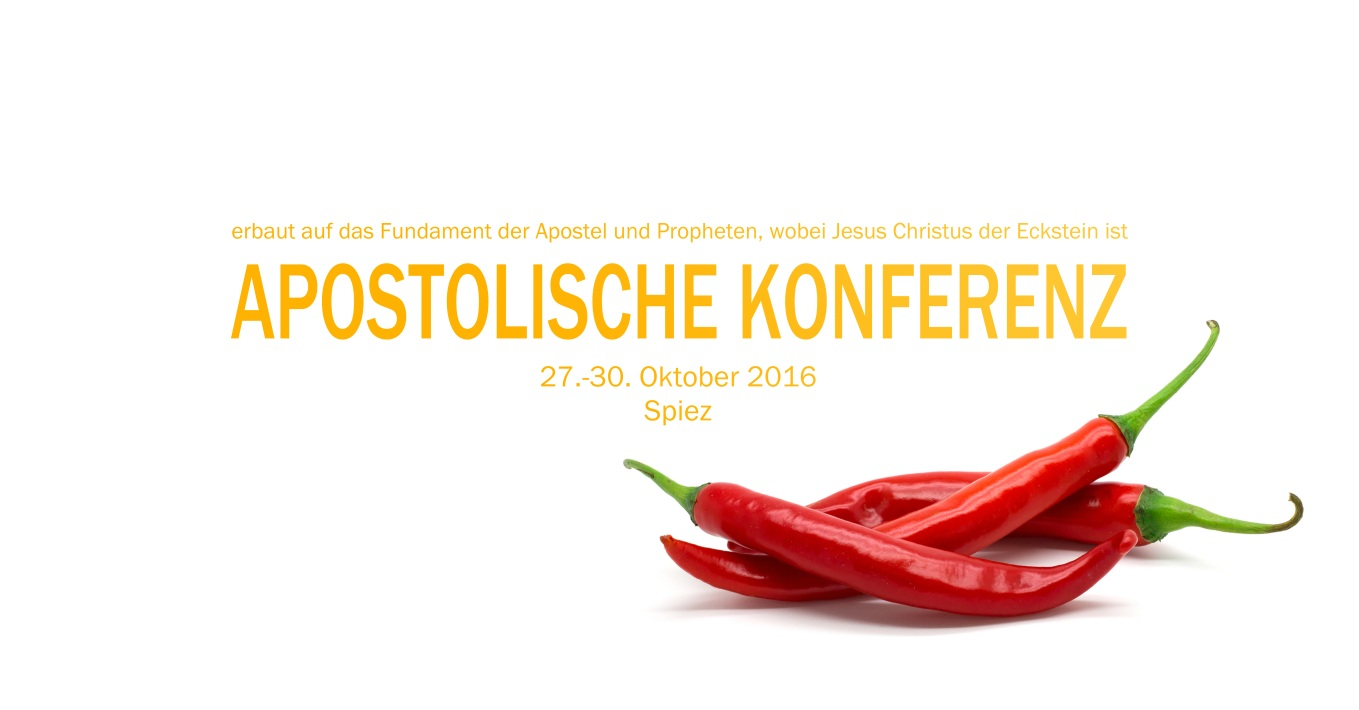 erbaut auf das Fundament der Apostel und Propheten, wobei Jesus Christus der Eckstein ist
APOSTOLISCHE KONFERENZ
27.-30. Oktober 2016
Spiez